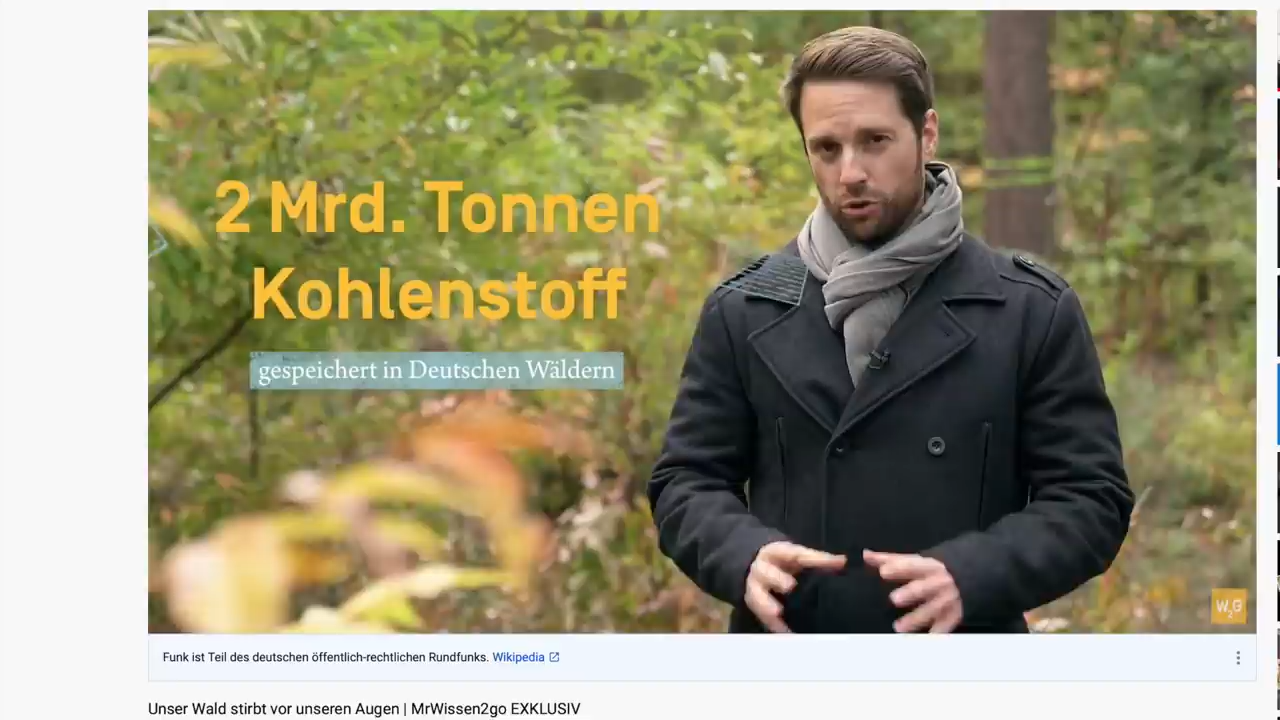 2 Mrd. Tonnen
Kohlenstoff
gespeichert in Deutschen Wäldern
W2G
Funk ist Teil des deutschen öffentlich-rechtlichen Rundfunks. Wikipedia
Unser Wald stirbt vor unseren Augen | MrWissen2go EXKLUSIV